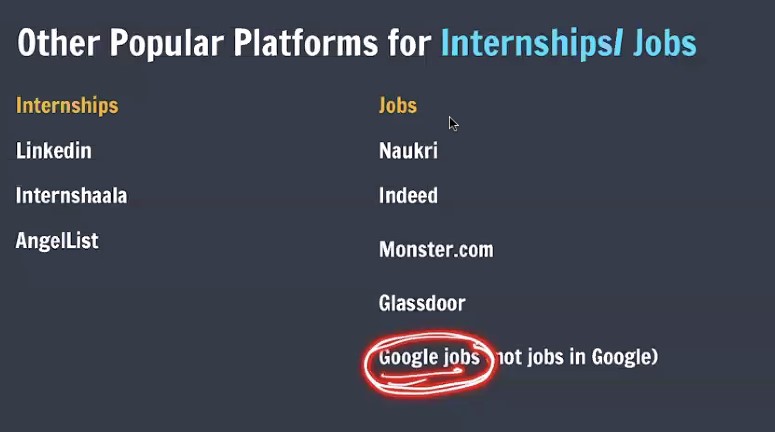 Other Popular Platforms for Internships/ Jobs
Internships
Linkedin
Internshaala
AngelList
Jobs
Naukri
Indeed
Monster.com
Glassdoor
Google jobs (not jobs in Google)